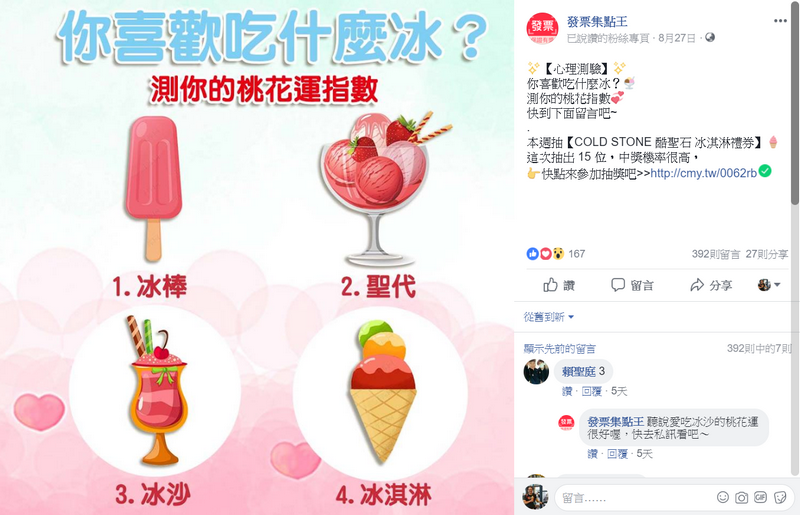 你喜歡吃什麼冰？
測你的桃花運指數
1.冰棒
2.聖代
3.冰沙
4.冰淇淋
發票
發票集點王
已說讚的粉絲專頁 · 8月27日 ·
✨【心理測驗】✨
你喜歡吃什麼冰？🍧
測你的桃花指數💕
快到下面留言吧~
.
本週抽【COLD STONE 酷聖石 冰淇淋禮券】🍦
這次抽出 15 位，中獎機率很高，
👉快點來參加抽獎吧>>http://cmy.tw/0062rb✅
167
392則留言 27則分享
讚 留言 分享
從舊到新
顯示先前的留言 392則中的7則
賴聖庭 3
讚 · 回覆 · 5天
發票
發票集點王 聽說愛吃冰沙的桃花運
很好喔，快去私訊看吧～
讚 · 回覆 · 5天
留言……
GIF